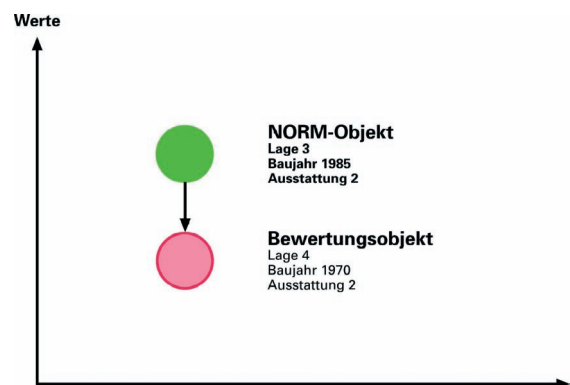 Werte
NORM-Objekt
Lage 3
Baujahr 1985
Ausstattung 2
Bewertungsobjekt
Lage 4
Baujahr 1970
Ausstattung 2